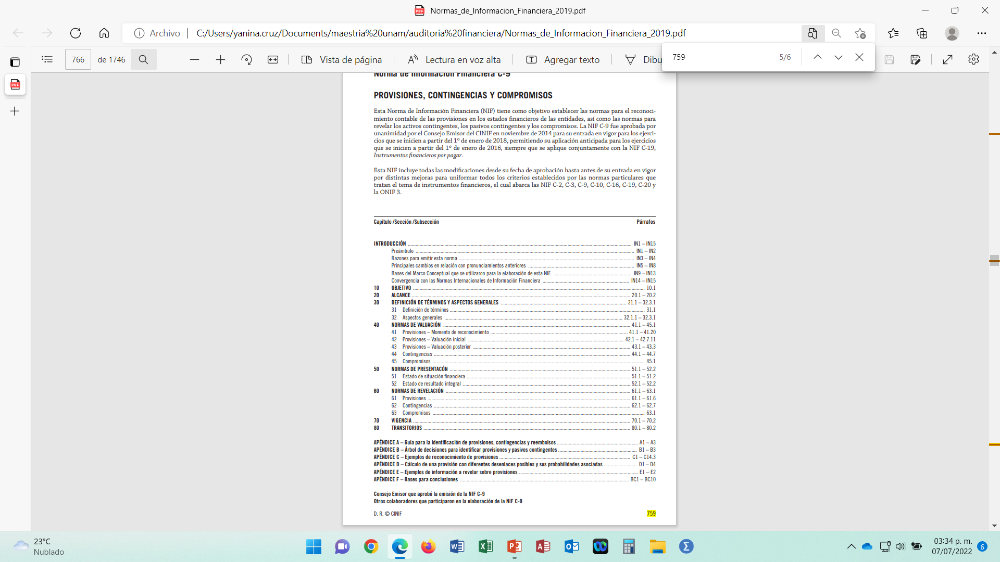 Normas_de_Informacion_Financiera_2019.pdf
Archivo
C:/Users/yanina.cruz/Documents/maestria%20unam/auditoria%20financiera/Normas_de_Informacion_Financiera_2019.pdf
766 de 1746
Vista de página
Lectura en voz alta
Agregar texto
Dibu
759
5/6
Norma de Información Financiera C-9
PROVISIONES, CONTINGENCIAS Y COMPROMISOS
Esta Norma de Información Financiera (NIF) tiene como objetivo establecer las normas para el reconoci-
miento contable de las provisiones en los estados financieros de las entidades, así como las normas para
revelar los activos contingentes, los pasivos contingentes y los compromisos. La NIF C-9 fue aprobada por
unanimidad por el Consejo Emisor del CINIF en noviembre de 2014 para su entrada en vigor para los ejerci-
cios que se inicien a partir del 1º de enero de 2018, permitiendo su aplicación anticipada para los ejercicios
que se inicien a partir del 1º de enero de 2016, siempre que se aplique conjuntamente con la NIF C-19,
Instrumentos financieros por pagar.
Esta NIF incluye todas las modificaciones desde su fecha de aprobación hasta antes de su entrada en vigor
por distintas mejoras para uniformar todos los criterios establecidos por las normas particulares que
tratan el tema de instrumentos financieros, el cual abarca las NIF C-2, C-3, C-9, C-10, C-16, C-19, C-20 y
la ONIF 3.
Capítulo /Sección /Subsección Párrafos
INTRODUCCIÓN IN1 – IN15
Preámbulo IN1 – IN2
Razones para emitir esta norma IN3 – IN4
Principales cambios en relación con pronunciamientos anteriores IN5 – IN8
Bases del Marco Conceptual que se utilizaron para la elaboración de esta NIF IN9 – IN13
Convergencia con las Normas Internacionales de Información Financiera IN14 – IN15
10 OBJETIVO 10.1
20 ALCANCE 20.1 – 20.2
30 DEFINICIÓN DE TÉRMINOS Y ASPECTOS GENERALES 31.1 – 32.3.1
31 Definición de términos 31.1
32 Aspectos generales 32.1.1 – 32.3.1
40 NORMAS DE VALUACIÓN 41.1 – 45.1
41 Provisiones – Momento de reconocimiento 41.1 – 41.20
42 Provisiones – Valuación inicial 42.1 – 42.7.11
43 Provisiones – Valuación posterior 43.1 – 43.3
44 Contingencias 44.1 – 44.7
45 Compromisos 45.1
50 NORMAS DE PRESENTACÓN 51.1 – 52.2
51 Estado de situación financiera 51.1 – 51.2
52 Estado de resultado integral 52.1 – 52.2
60 NORMAS DE REVELACIÓN 61.1 – 63.1
61 Provisiones 61.1 – 61.6
62 Contingencias 62.1 – 62.7
63 Compromisos 63.1
70 VIGENCIA 70.1 – 70.2
80 TRANSITORIOS 80.1 – 80.2
APÉNDICE A – Guía para la identificación de provisiones, contingencias y reembolsos A1 – A3
APÉNDICE B – Árbol de decisiones para identificar provisiones y pasivos contingentes B1 – B3
APÉNDICE C – Ejemplos de reconocimiento de provisiones C1 – C14.3
APÉNDICE D – Cálculo de una provisión con diferentes desenlaces posibles y sus probabilidades asociadas D1 – D4
APÉNDICE E – Ejemplos de información a revelar sobre provisiones E1 – E2
APÉNDICE F – Bases para conclusiones BC1 – BC10
Consejo Emisor que aprobó la emisión de la NIF C-9
Otros colaboradores que participaron en la elaboración de la NIF C-9
D. R. © CINIF 759
23°C
Nublado
03:34 p. m.
07/07/2022
6